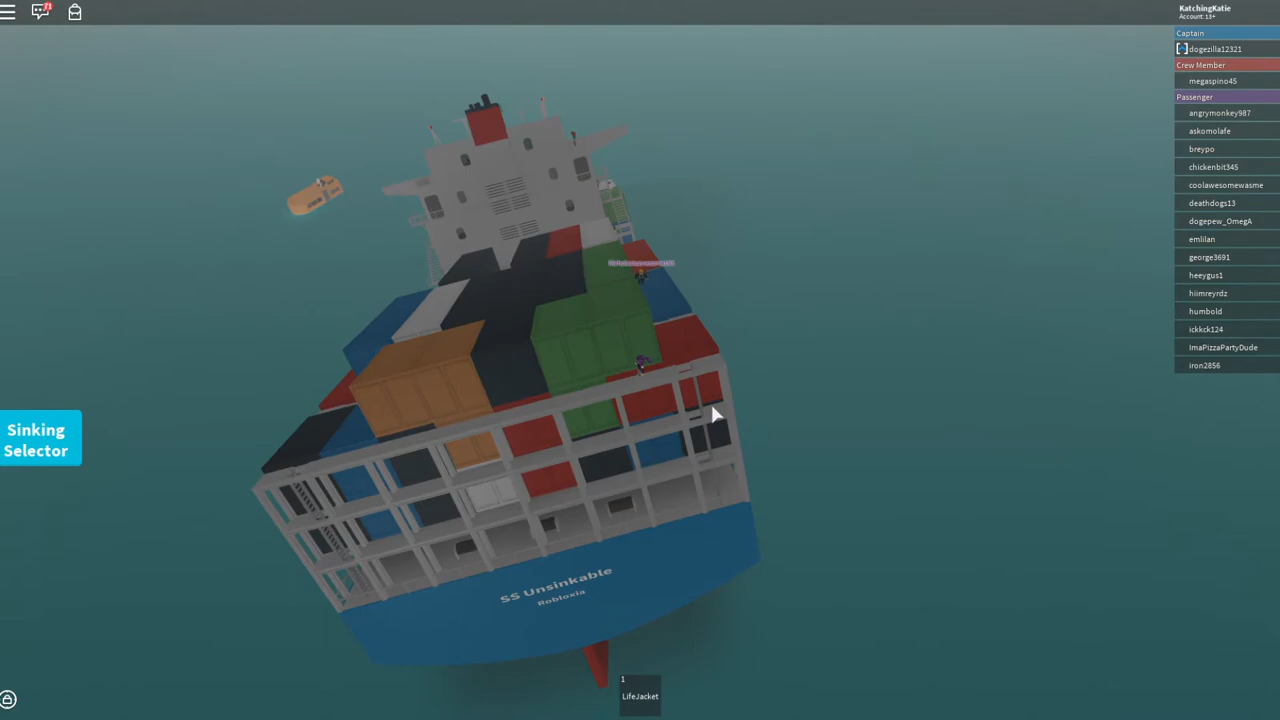 71
KatchingKatie
Account: 13+
Captain
dogezilla12321
Crew Member
megaspino45
Passenger
angrymonkey987
askomolafe
breypo
chickenbit345
coolawesomewasme
deathdogs13
dogepew_OmegA
emlilan
george3691
heeygus1
hiimreyrdz
humbold
ickkck124
ImaPizzaPartyDude
iron2856
Sinking
Selector
SS Unsinkable
Robloxia
1
LifeJacket